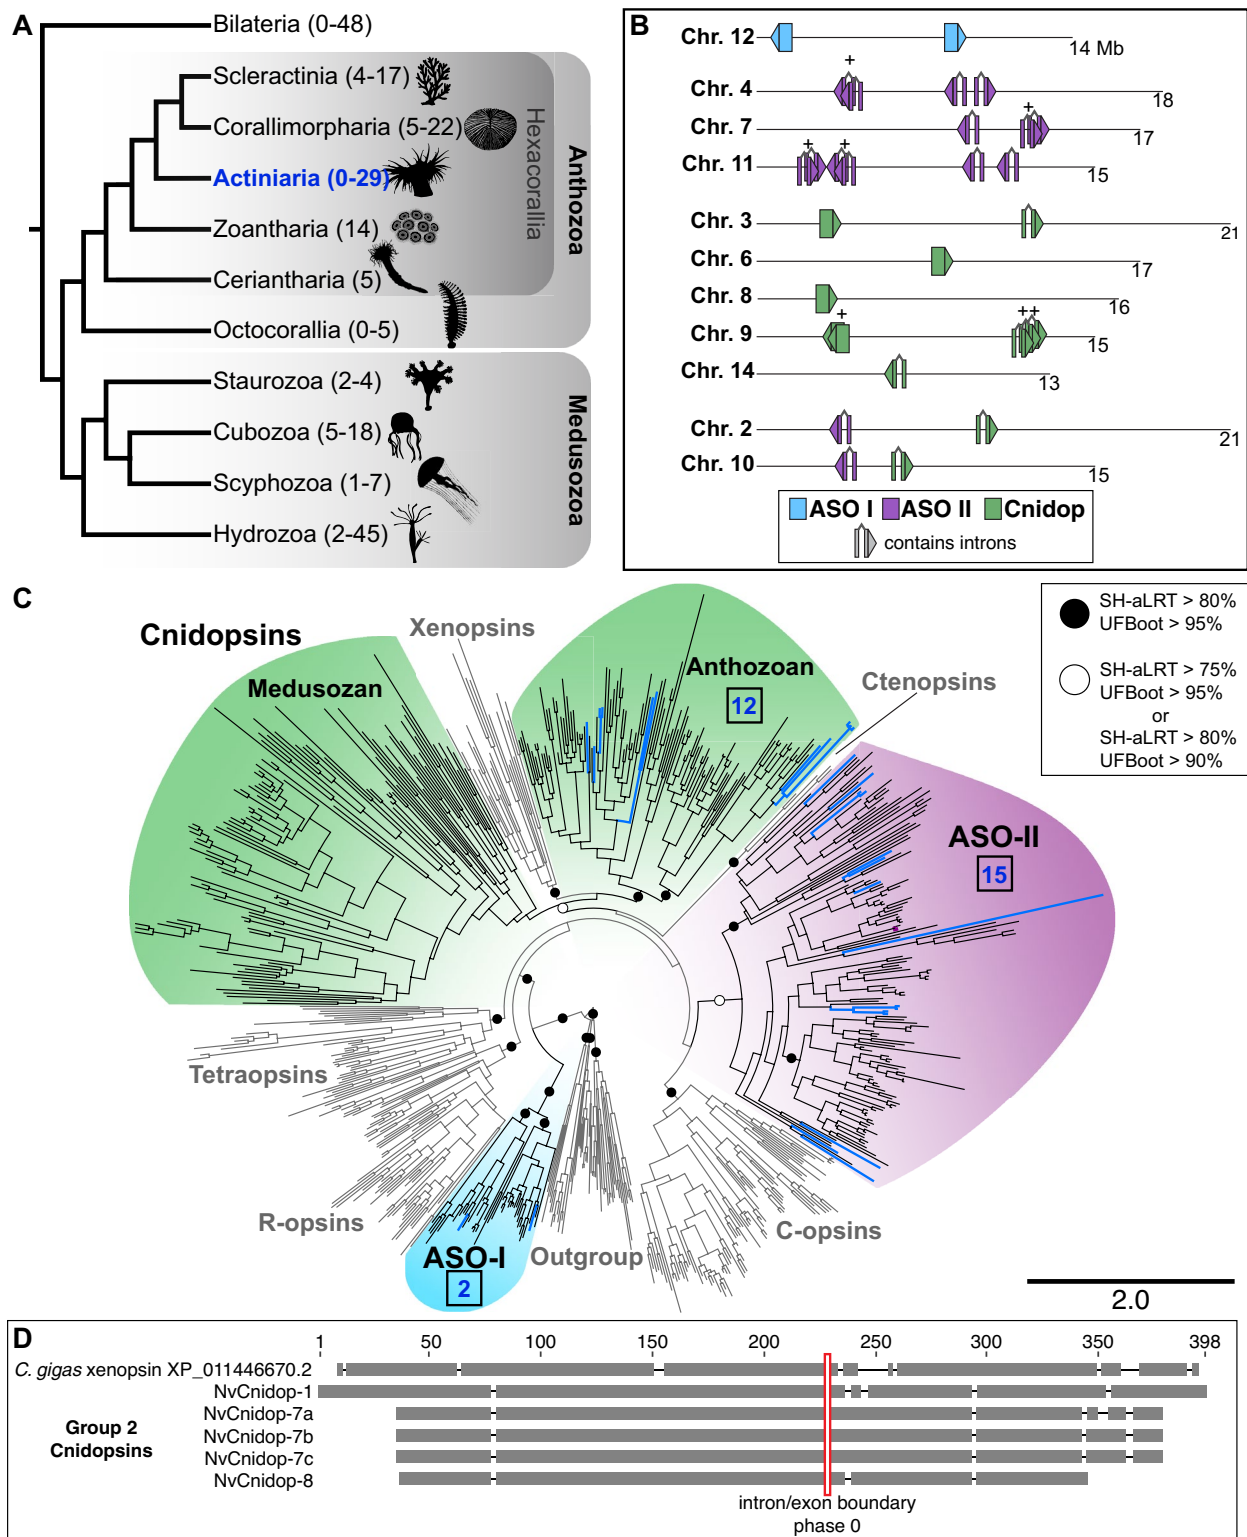 A
Bilateria (0-48)
Scleractinia (4-17)
Corallimorpharia (5-22)
Actiniaria (0-29)
Zoantharia (14)
Ceriantharia (5)
Octocorallia (0-5)
Staurozoa (2-4)
Cubozoa (5-18)
Scyphozoa (1-7)
Hydrozoa (2-45)
Hexacorallia
Anthozoa
Medusozoa
B
Chr. 12
14 Mb
+
Chr. 4
18
+
Chr. 7
17
+ +
Chr. 11
15
Chr. 3
21
Chr. 6
17
Chr. 8
16
+ ++
Chr. 9
15
Chr. 14
13
Chr. 2
21
Chr. 10
15
ASO I ASO II Cnidop
contains introns
C
Cnidopsins
Medusozan
Xenopsins
Anthozoan
12
Ctenopsins
ASO-II
15
SH-aLRT > 80%
UFBoot > 95%
SH-aLRT > 75%
UFBoot > 95%
or
SH-aLRT > 80%
UFBoot > 90%
Tetraopsins
R-opsins
ASO-I
2
Outgroup
C-opsins
2.0
D
1 50 100 150 200 250 300 350 398
C. gigas xenopsin XP_011446670.2
NvCnidop-1
Group 2
Cnidopsins
NvCnidop-7a
NvCnidop-7b
NvCnidop-7c
NvCnidop-8
intron/exon boundary
phase 0